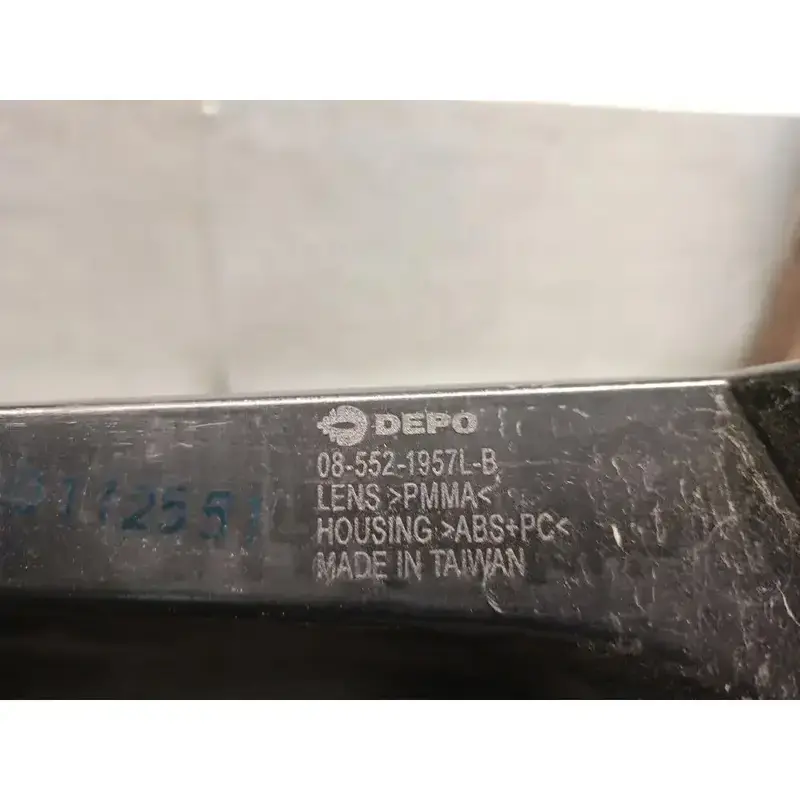 DEPO
08-552-1957L-B
LENS >PMMA<
HOUSING >ABS+PC<
MADE IN TAIWAN